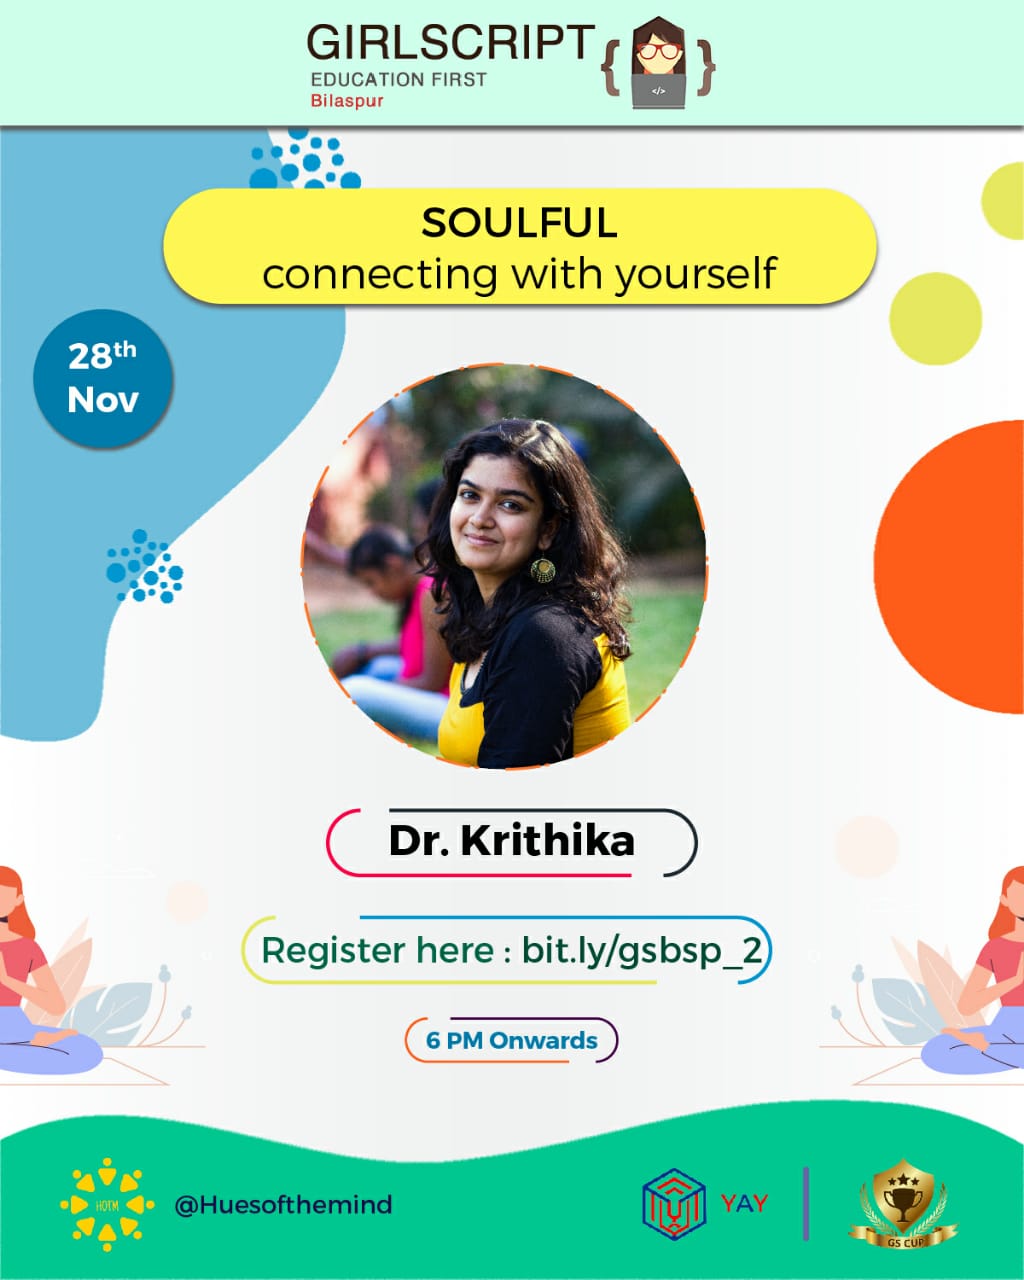 GIRLSCRIPT
EDUCATION FIRST
Bilaspur
</>
SOULFUL
connecting with yourself
28th
Nov
Dr. Krithika
Register here : bit.ly/gsbsp_2
6 PM Onwards
HOTM
@Huesofthemind
YAY
GS CUP